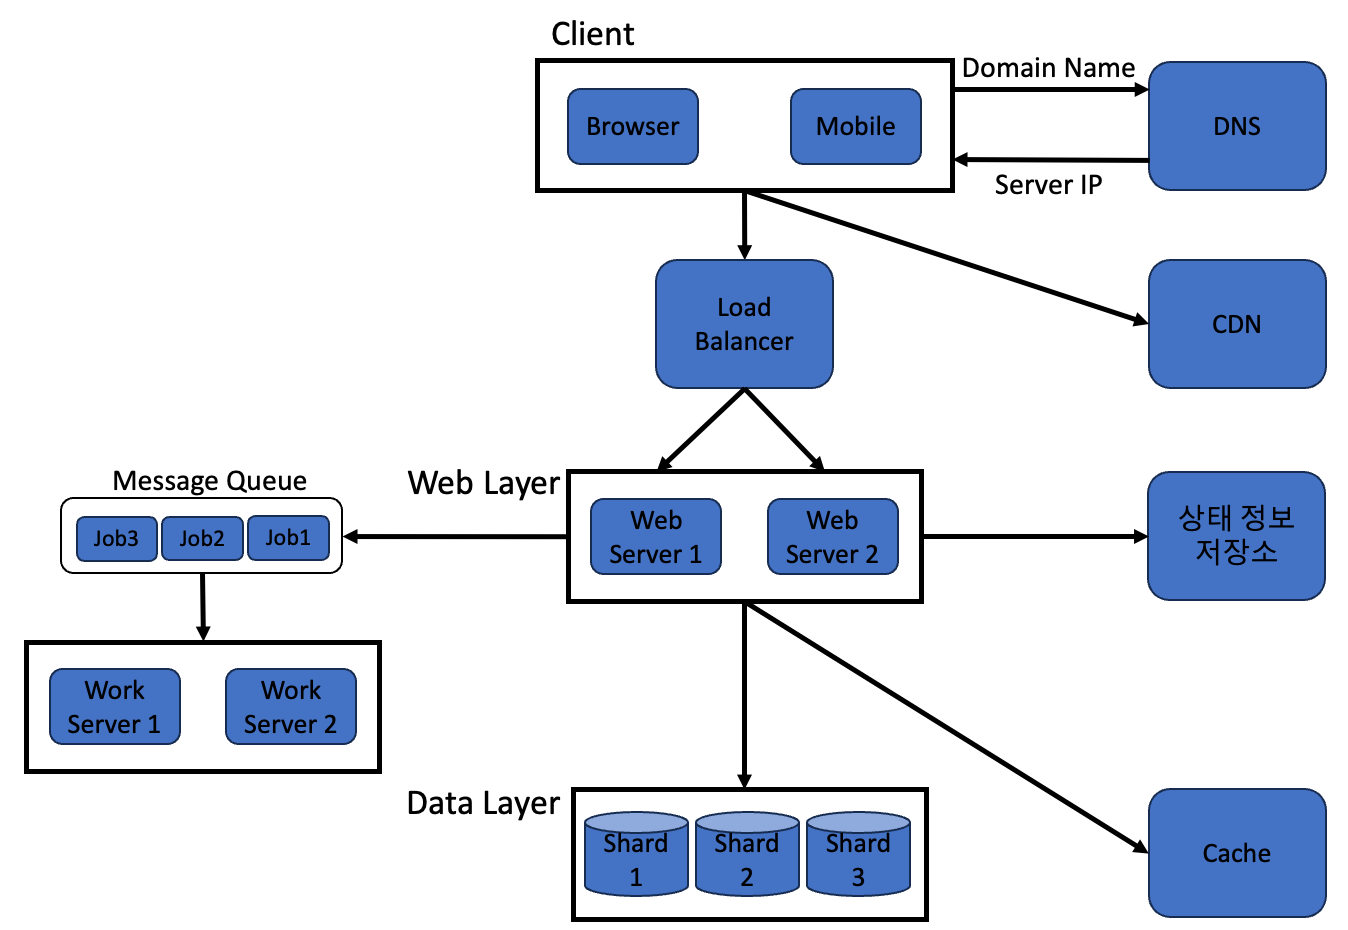 Client
Browser
Mobile
Domain Name
Server IP
DNS
Load
Balancer
CDN
Message Queue
Job3
Job2
Job1
Web Layer
Web
Server 1
Web
Server 2
상태 정보
저장소
Work
Server 1
Work
Server 2
Data Layer
Shard
1
Shard
2
Shard
3
Cache